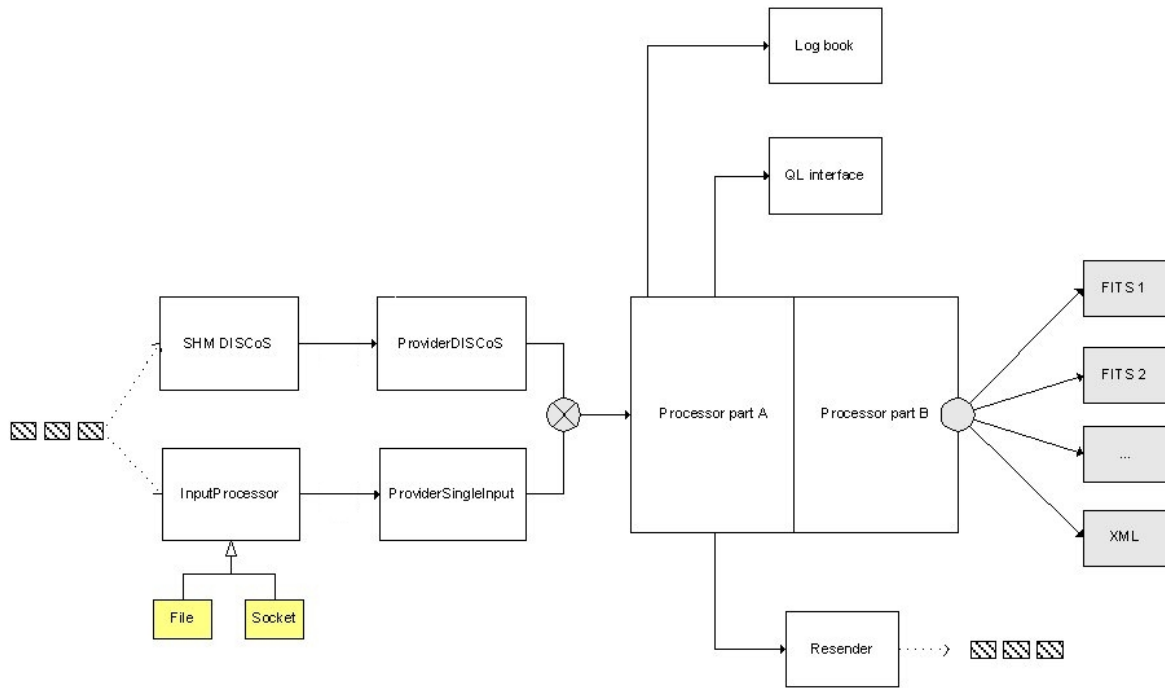 Log book
QL interface
FITS 1
SHM DISCoS
ProviderDISCoS
FITS 2
Processor part A
Processor part B
...
InputProcessor
ProviderSingleInput
XML
File
Socket
Resender